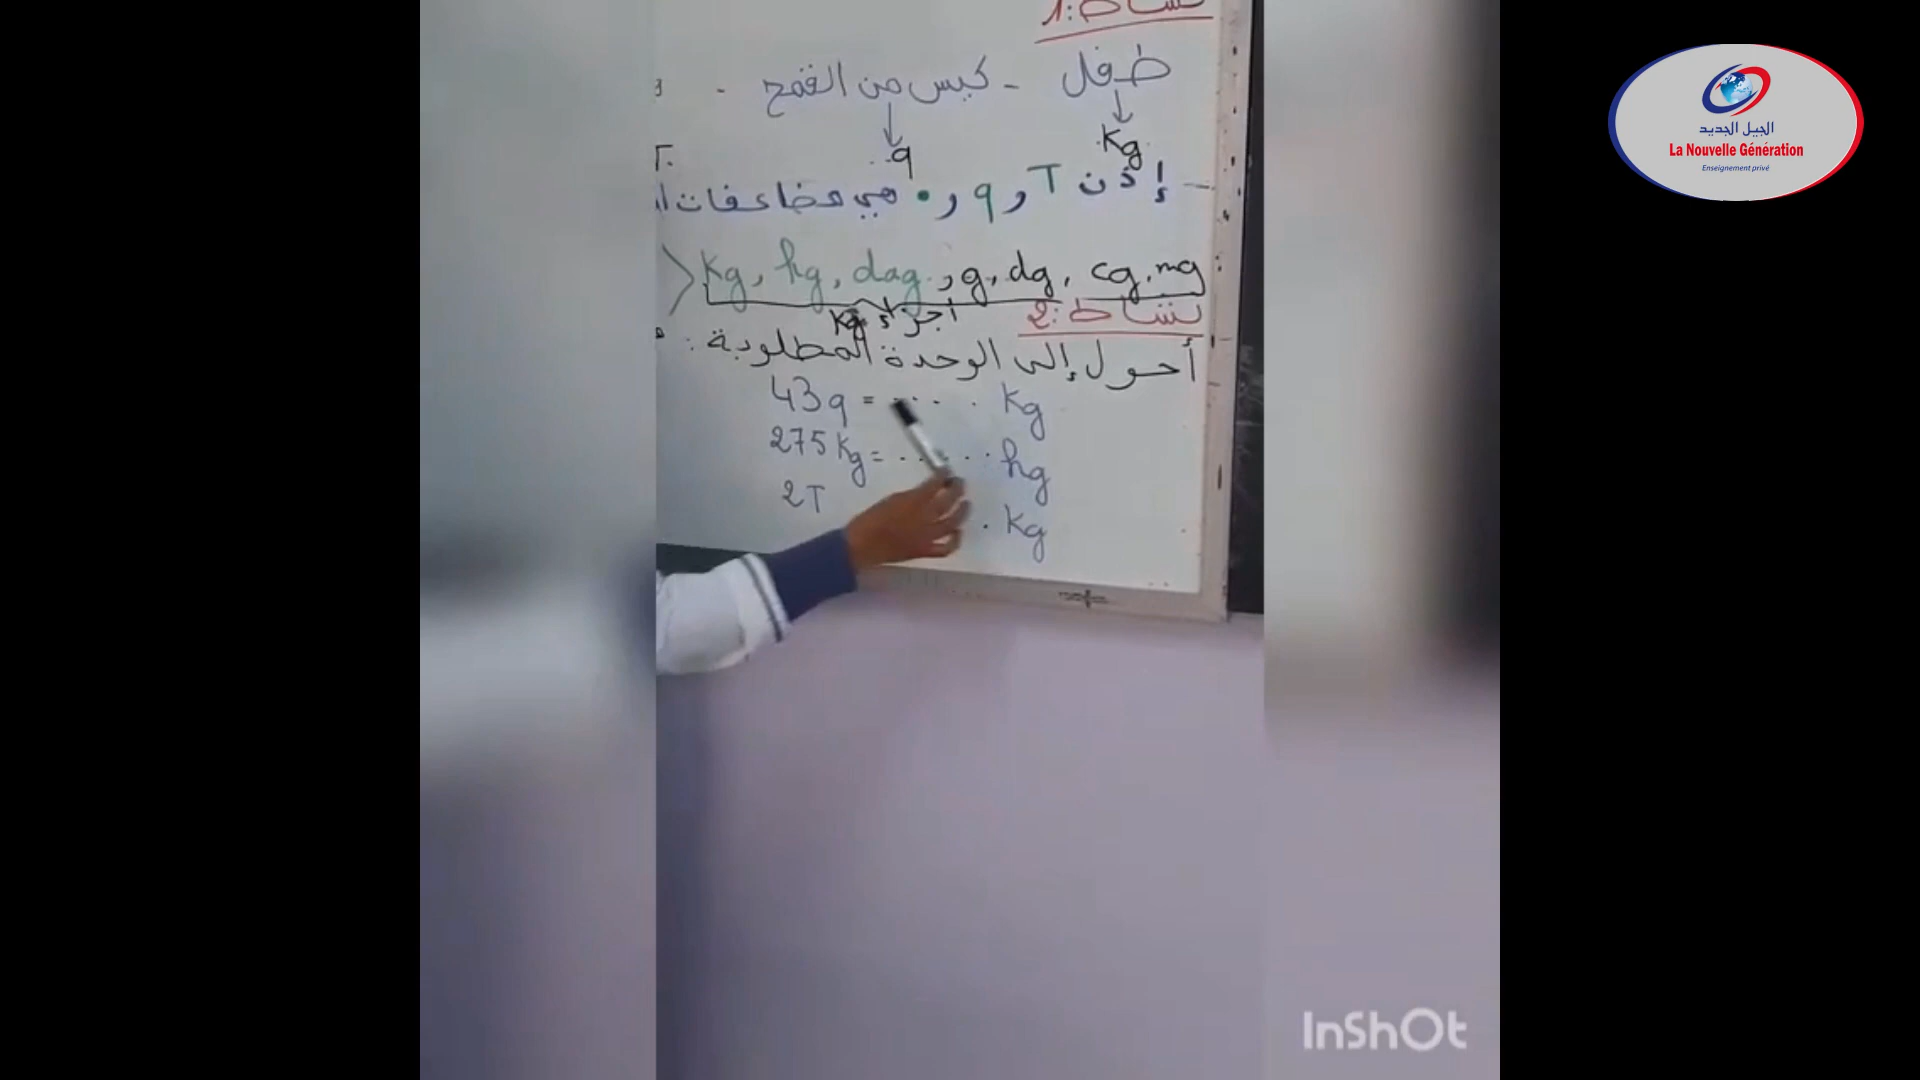 نشاط 1:
طفل - كيس من القمح -
Kg q
T.
- إذن T و q و • هي مضاعفات
Kg, hg, dag, g, dg, cg, mg :
أجزاء Kg
نشاط 2:
أحول إلى الوحدة المطلوبة :
43q = ..... Kg
275 Kg = ...... hg
2T . Kg
الجيل الجديد
La Nouvelle Génération
Enseignement privé
InShOt